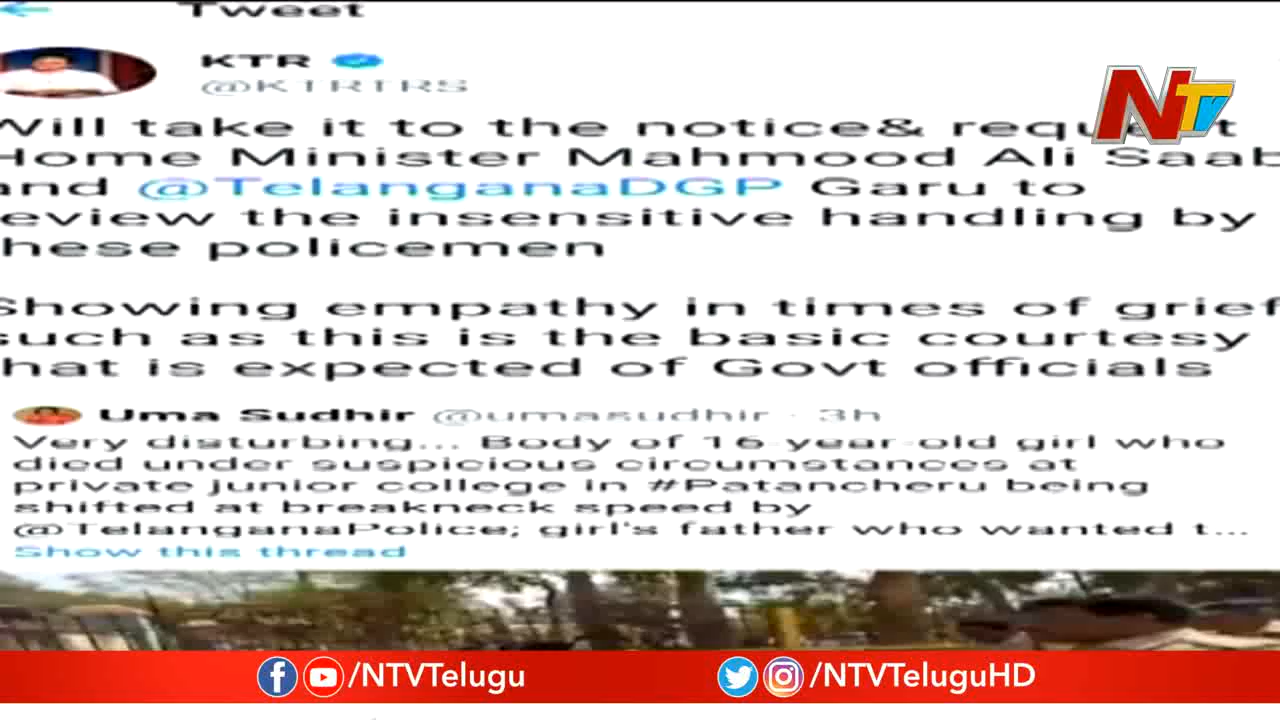 Tweet
KTR
@KTRTRS
NTV
Will take it to the notice& request
Home Minister Mahmood Ali Saab
and @TelanganaDGP Garu to
eview the insensitive handling by
hese policemen
Showing empathy in times of grief
such as this is the basic courtesy
hat is expected of Govt officials
Uma Sudhir @umasudhir · 3h
Very disturbing... Body of 16-year-old girl who
died under suspicious circumstances at
private junior college in #Patancheru being
shifted at breakneck speed by
@TelanganaPolice; girl's father who wanted t...
Show this thread
/NTVTelugu
/NTVTeluguHD